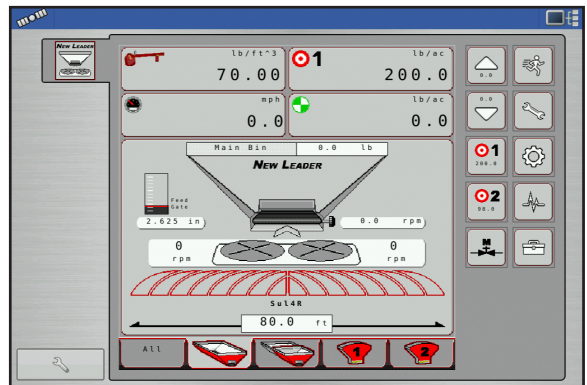 NEW LEADER
lb/ft^3
70.00
1
lb/ac
200.0
mph
0.0
lb/ac
0.0
Main Bin 0.0 lb
NEW LEADER
Feed
Gate
2.625 in
0.0 rpm
0
rpm
0
rpm
Sul4R
80.0 ft
All
1
2
0.0
0.0
1
200.0
2
90.0
M